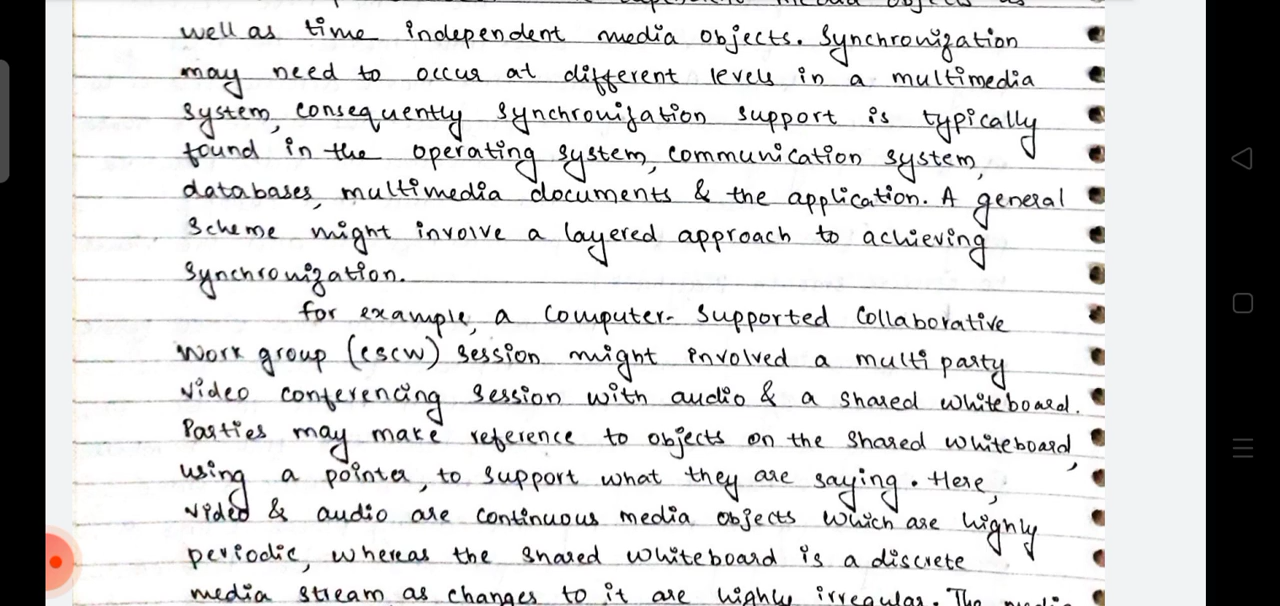 media objects as
well as time independent media objects. Synchronization
may need to occur at different levels in a multimedia
system, consequently synchronization support is typically
found in the operating system, communication system,
databases, multimedia documents & the application. A general
Scheme might involve a layered approach to achieving
Synchronization.
for example, a computer-supported collaborative
Work group (cscw) session might involved a multi party
video conferencing session with audio & a shared whiteboard.
Parties may make reference to objects on the shared whiteboard,
using a pointer, to support what they are saying. Here,
video & audio are continuous media objects which are highly
periodic, whereas the shared whiteboard is a discrete
media stream as changes to it are highly irregular. The